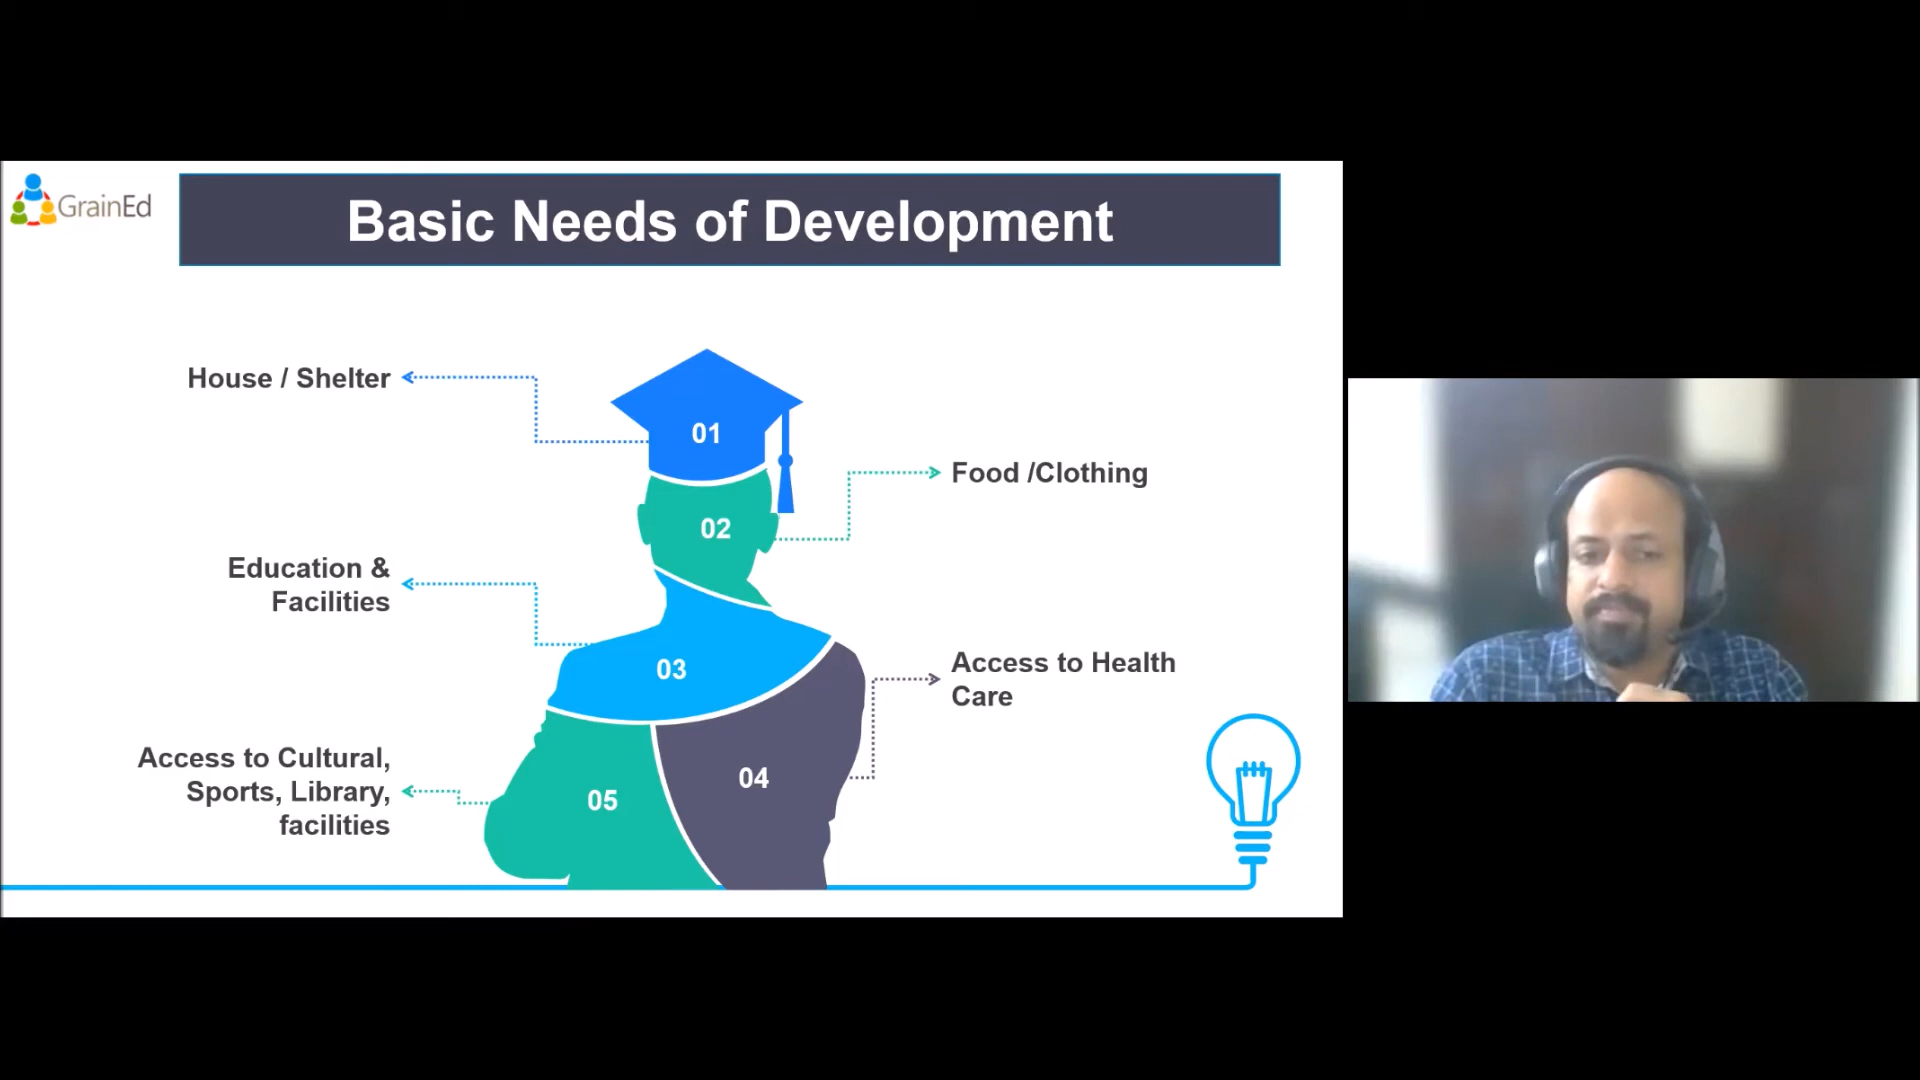 GrainEd
Basic Needs of Development
House / Shelter
01
Food /Clothing
02
Education &
Facilities
03
Access to Health
Care
04
Access to Cultural,
Sports, Library,
facilities
05